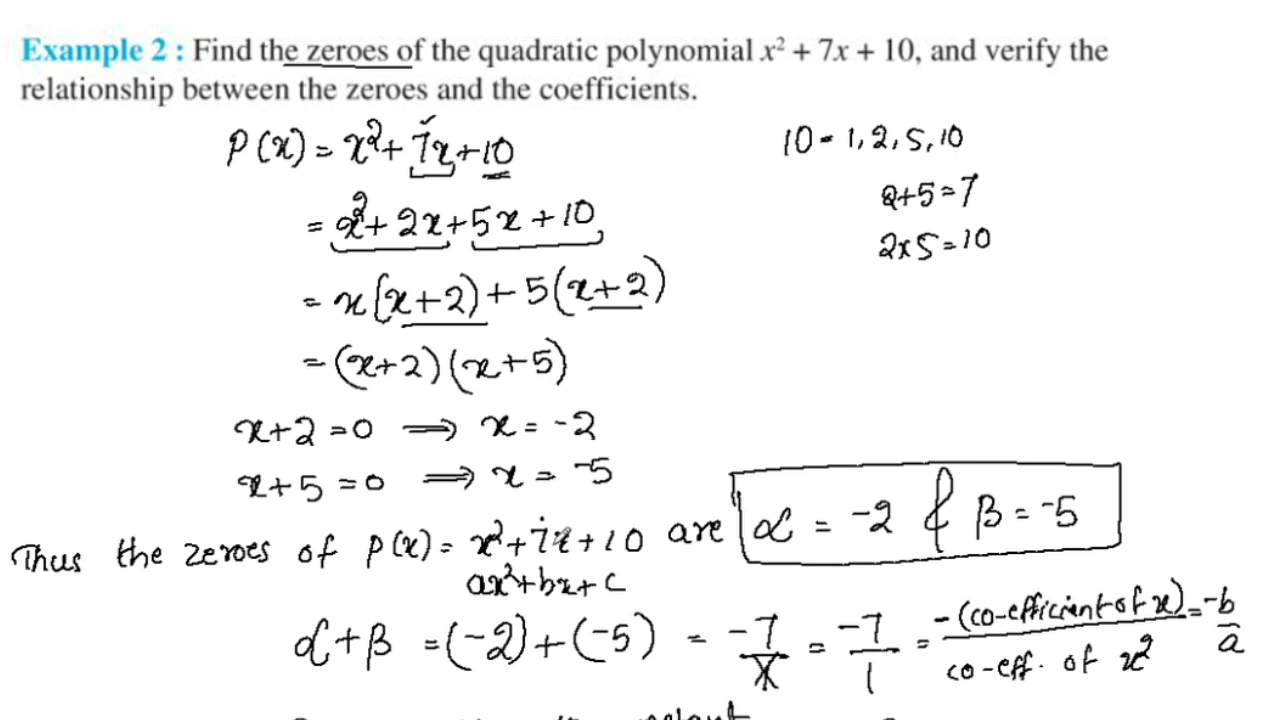 Example 2 : Find the zeroes of the quadratic polynomial x² + 7x + 10, and verify the
relationship between the zeroes and the coefficients.
P(x) = x² + 7x + 10
10 - 1, 2, 5, 10
= x² + 2x + 5x + 10
2+5=7
= x(x+2) + 5(x+2)
2x5=10
= (x+2)(x+5)
x+2 = 0 ⟹ x = -2
x+5 = 0 ⟹ x = -5
Thus the zeroes of P(x) = x² + 7x + 10 are α = -2 & β = -5
ax²+bx+c
α+β = (-2)+(-5) = -7 = -7/1 = -(co-efficient of x)/co-eff. of x² = -b/a